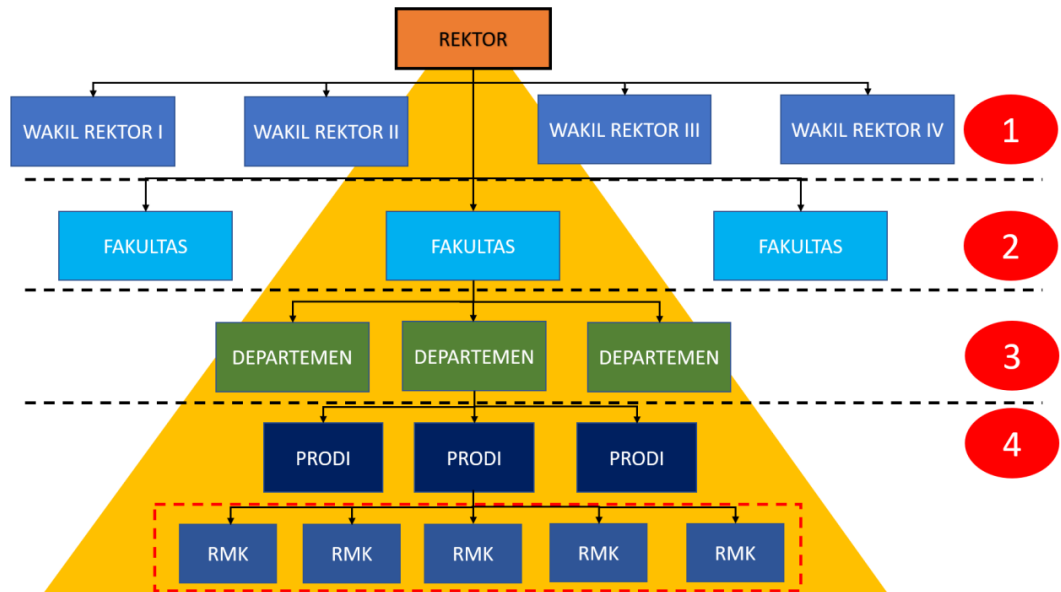 REKTOR
WAKIL REKTOR I
WAKIL REKTOR II
WAKIL REKTOR III
WAKIL REKTOR IV
1
FAKULTAS
FAKULTAS
FAKULTAS
2
DEPARTEMEN
DEPARTEMEN
DEPARTEMEN
3
PRODI
PRODI
PRODI
4
RMK
RMK
RMK
RMK
RMK